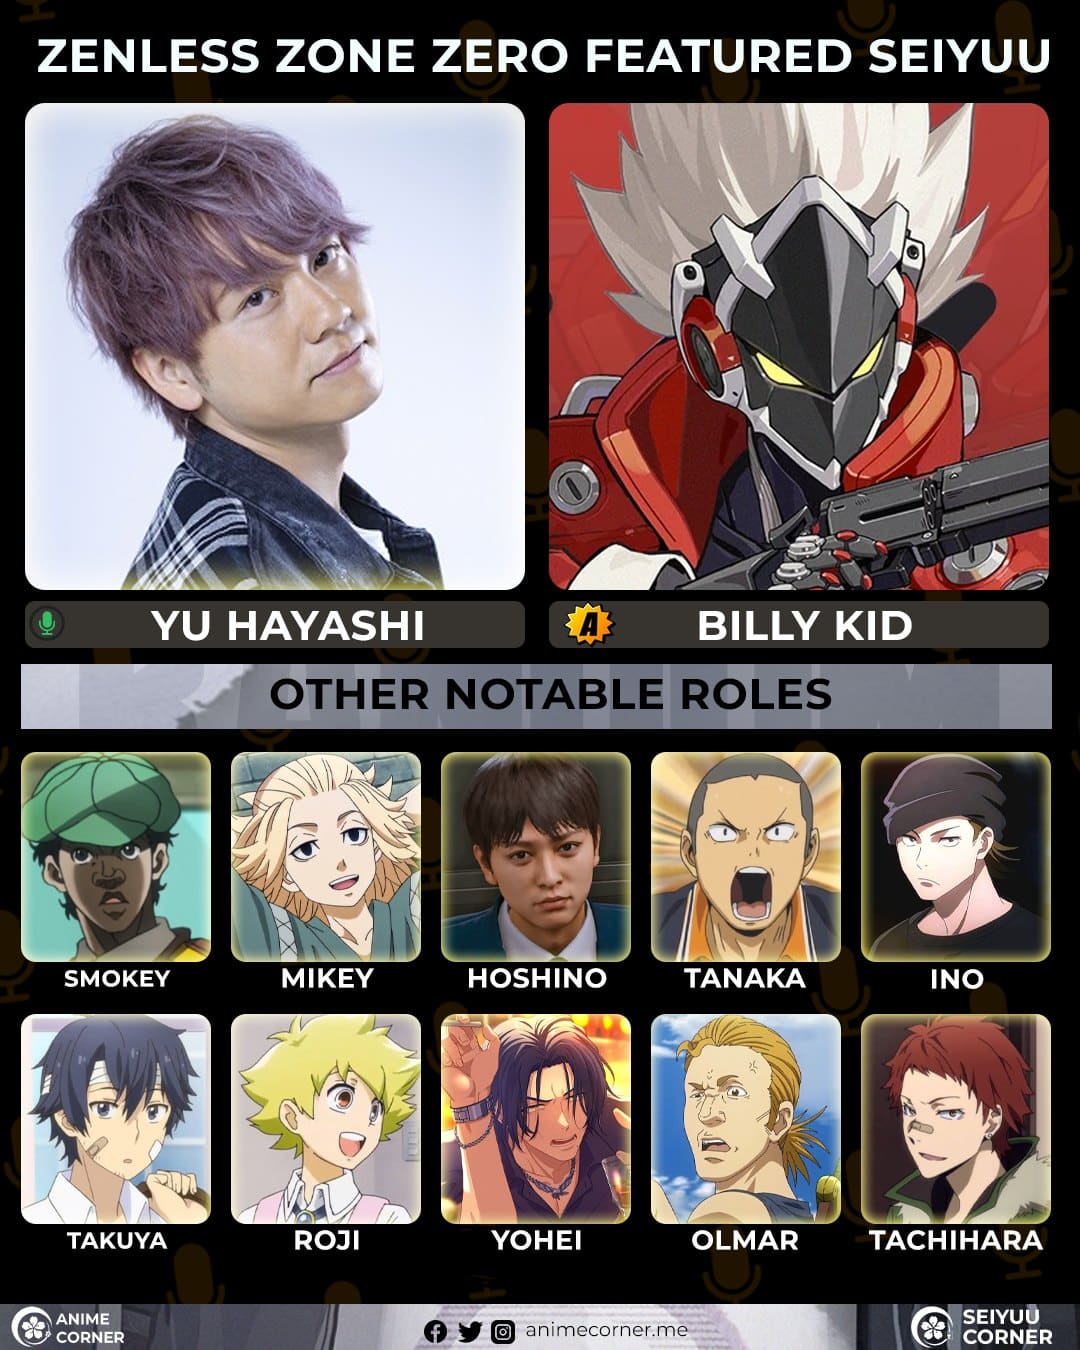 ZENLESS ZONE ZERO FEATURED SEIYUU
YU HAYASHI
A
BILLY KID
OTHER NOTABLE ROLES
SMOKEY
MIKEY
HOSHINO
TANAKA
INO
TAKUYA
ROJI
YOHEI
OLMAR
TACHIHARA
ANIME
CORNER
animecorner.me
SEIYUU
CORNER